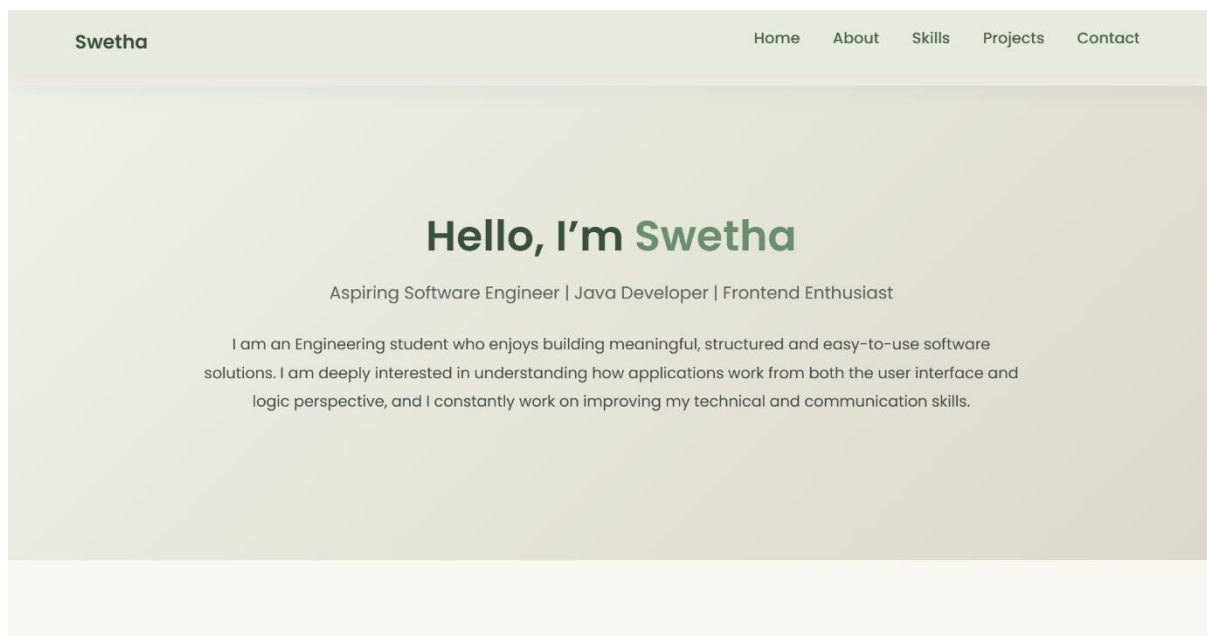 Swetha
Home About Skills Projects Contact
Hello, I’m Swetha
Aspiring Software Engineer | Java Developer | Frontend Enthusiast
I am an Engineering student who enjoys building meaningful, structured and easy-to-use software
solutions. I am deeply interested in understanding how applications work from both the user interface and
logic perspective, and I constantly work on improving my technical and communication skills.